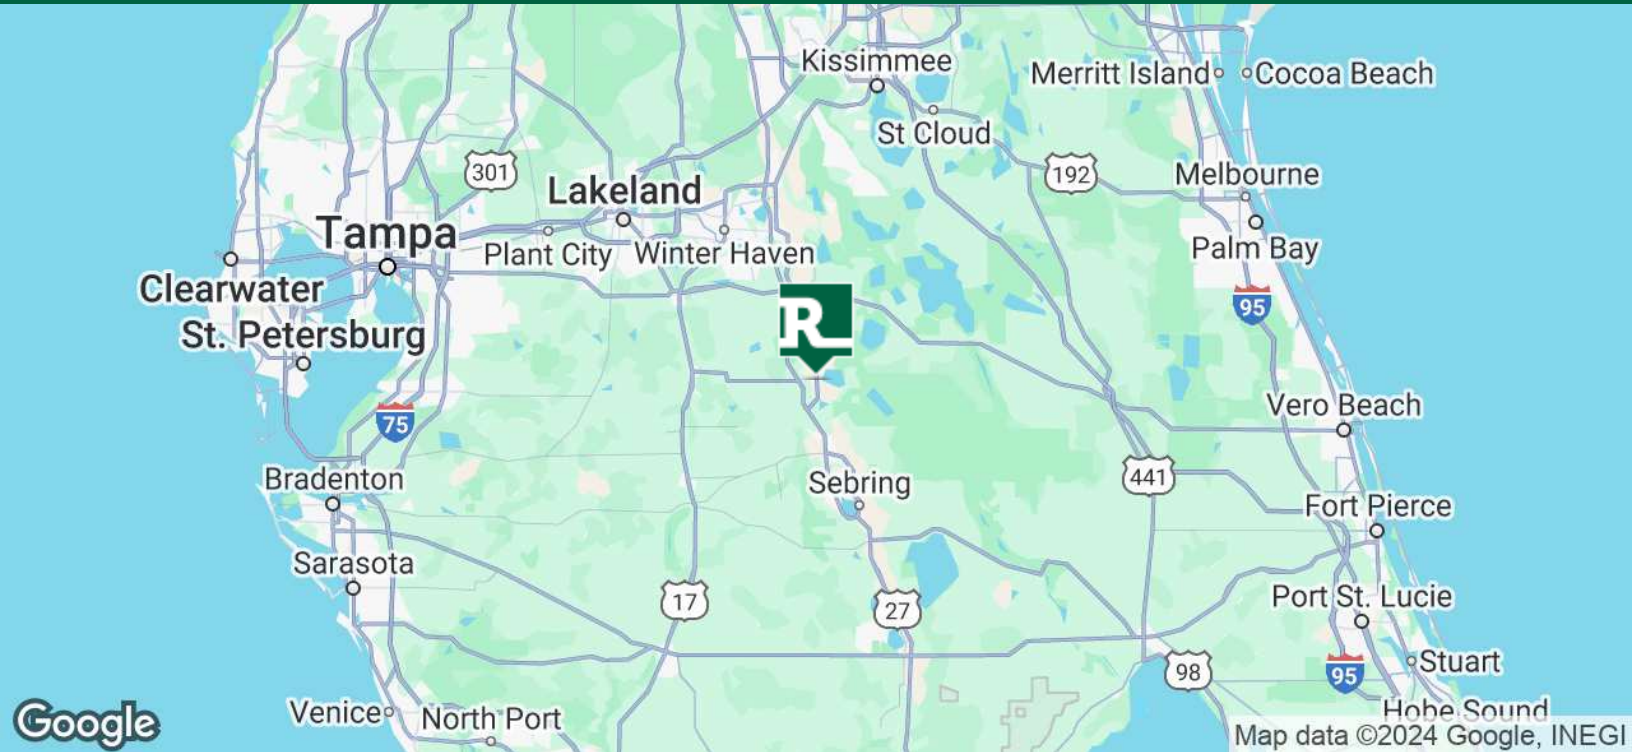 Kissimmee
Merritt Island
Cocoa Beach
St Cloud
301
192
Lakeland
Melbourne
Tampa
Plant City
Winter Haven
Palm Bay
Clearwater
95
R
St. Petersburg
Vero Beach
75
Bradenton
Sebring
441
Fort Pierce
Sarasota
17
27
Port St. Lucie
Stuart
98
95
Venice
North Port
Hobe Sound
Google
Map data ©2024 Google, INEGI